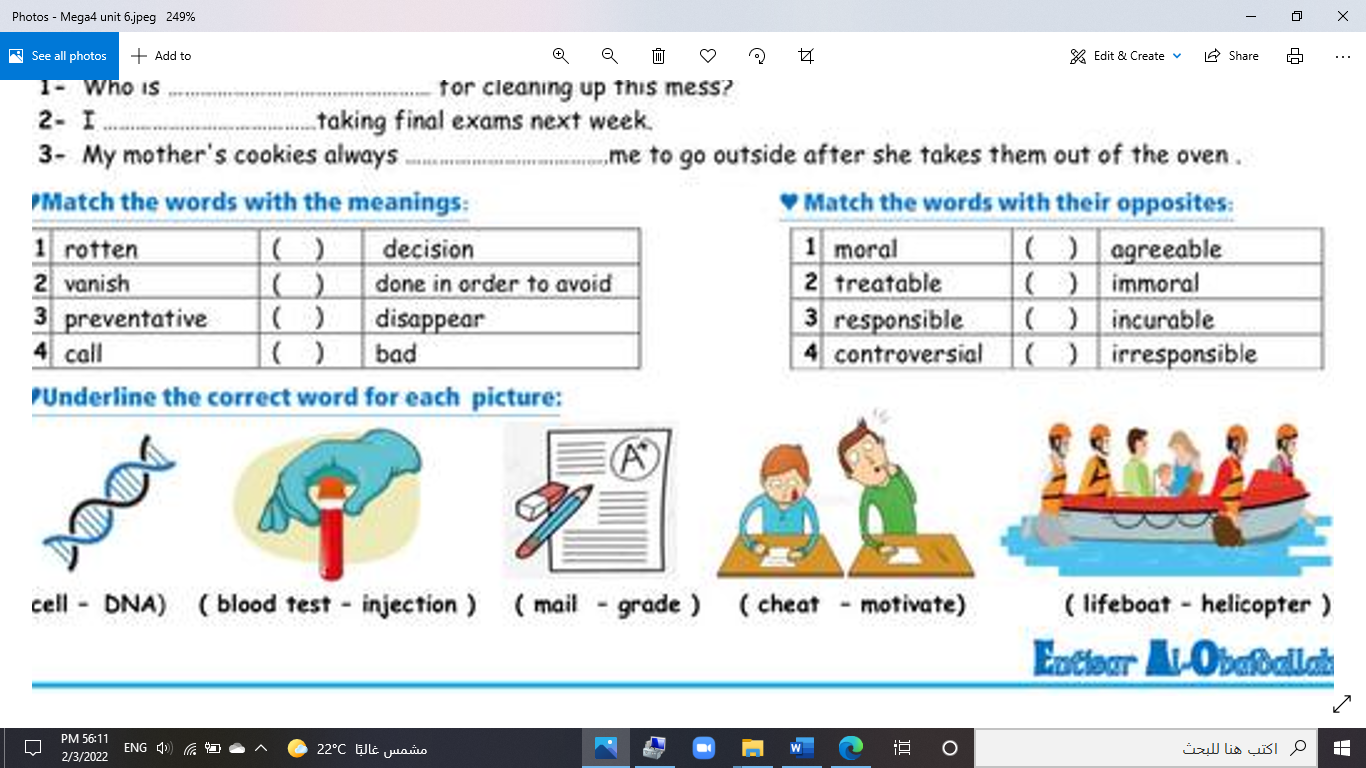 Photos - Mega4 unit 6.jpeg   249%
See all photos
Add to
Edit & Create
Share
1- Who is ........................................ for cleaning up this mess?
2- I ........................................taking final exams next week.
3- My mother's cookies always ........................................me to go outside after she takes them out of the oven .
♥Match the words with the meanings:
1 rotten ( ) decision
2 vanish ( ) done in order to avoid
3 preventative ( ) disappear
4 call ( ) bad
♥ Match the words with their opposites:
1 moral ( ) agreeable
2 treatable ( ) immoral
3 responsible ( ) incurable
4 controversial ( ) irresponsible
♥Underline the correct word for each picture:
A+
cell - DNA) ( blood test - injection ) ( mail - grade ) ( cheat - motivate) ( lifeboat - helicopter )
Entisar Al-Obaidallah
PM 56:11
2/3/2022
ENG
22°C مشمس غالبًا
اكتب هنا للبحث